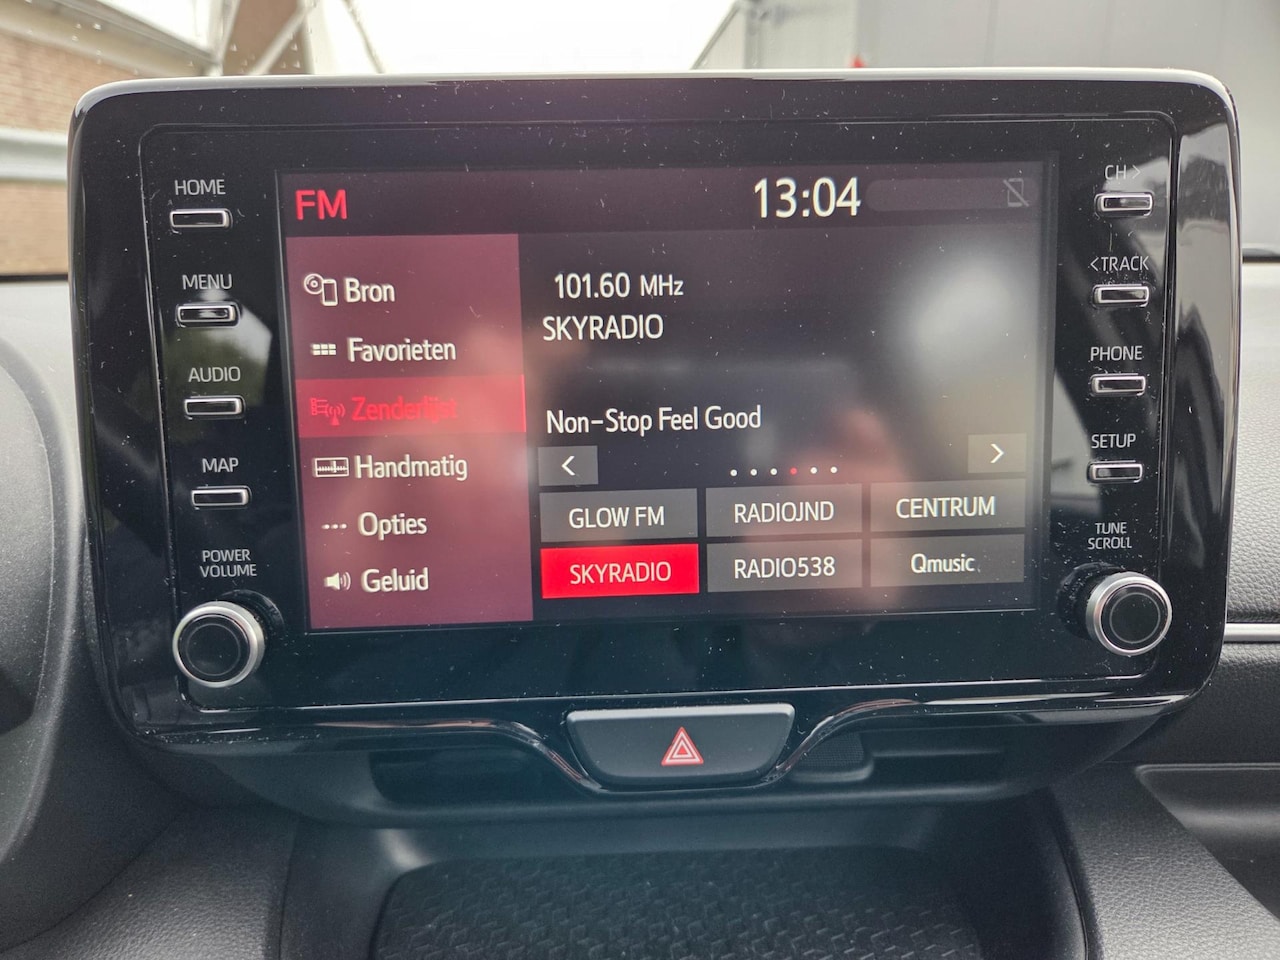 HOME
MENU
AUDIO
MAP
POWER
VOLUME
FM
13:04
Bron
Favorieten
Zenderlijst
Handmatig
Opties
Geluid
101.60 MHz
SKYRADIO
Non-Stop Feel Good
< >
GLOW FM RADIOJND CENTRUM
SKYRADIO RADIO538 Qmusic
CH >
< TRACK
PHONE
SETUP
TUNE
SCROLL